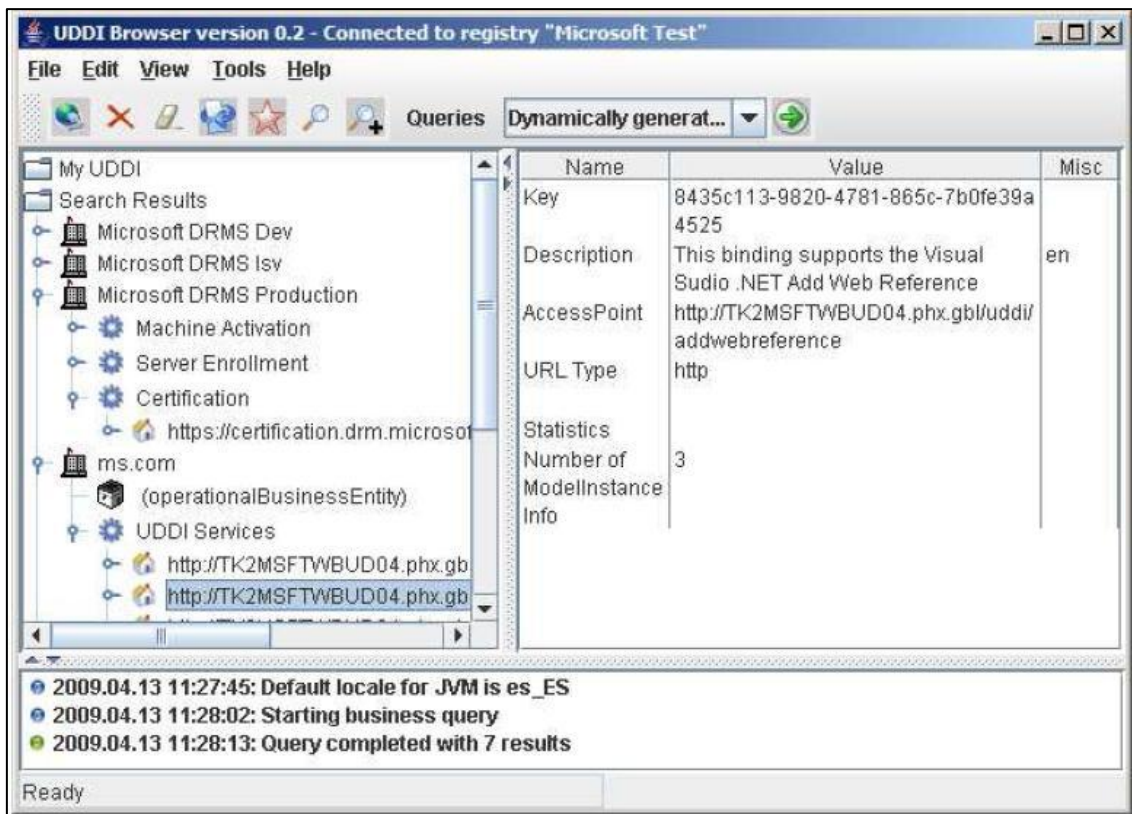 UDDI Browser version 0.2 - Connected to registry "Microsoft Test"
File Edit View Tools Help
Queries Dynamically generat...
My UDDI
Search Results
Microsoft DRMS Dev
Microsoft DRMS Isv
Microsoft DRMS Production
Machine Activation
Server Enrollment
Certification
https://certification.drm.microsof
ms.com
(operationalBusinessEntity)
UDDI Services
http://TK2MSFTWBUD04.phx.gb
http://TK2MSFTWBUD04.phx.gb
Name Value Misc
Key 8435c113-9820-4781-865c-7b0fe39a
4525
Description This binding supports the Visual en
Sudio .NET Add Web Reference
AccessPoint http://TK2MSFTWBUD04.phx.gbl/uddi/
addwebreference
URL Type http
Statistics
Number of 3
ModelInstance
Info
2009.04.13 11:27:45: Default locale for JVM is es_ES
2009.04.13 11:28:02: Starting business query
2009.04.13 11:28:13: Query completed with 7 results
Ready